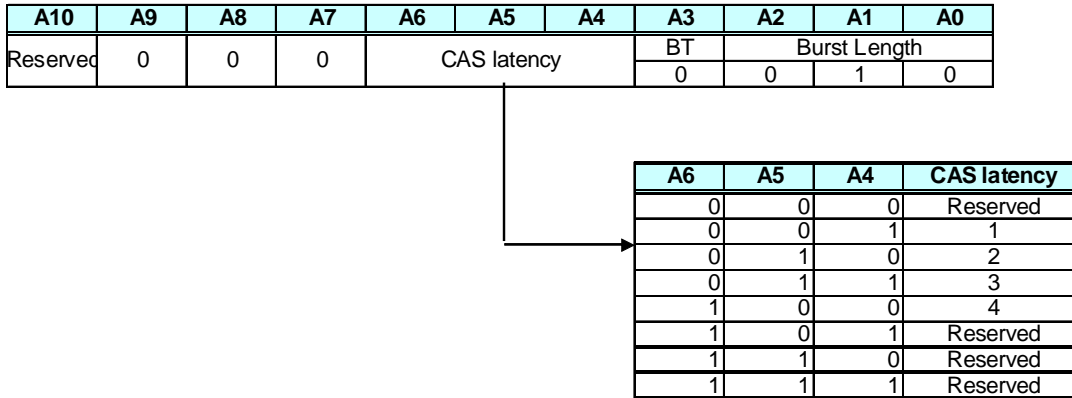 A10 A9 A8 A7 A6 A5 A4 A3 A2 A1 A0
Reserved 0 0 0 CAS latency BT Burst Length
0 0 1 0
A6 A5 A4 CAS latency
0 0 0 Reserved
0 0 1 1
0 1 0 2
0 1 1 3
1 0 0 4
1 0 1 Reserved
1 1 0 Reserved
1 1 1 Reserved